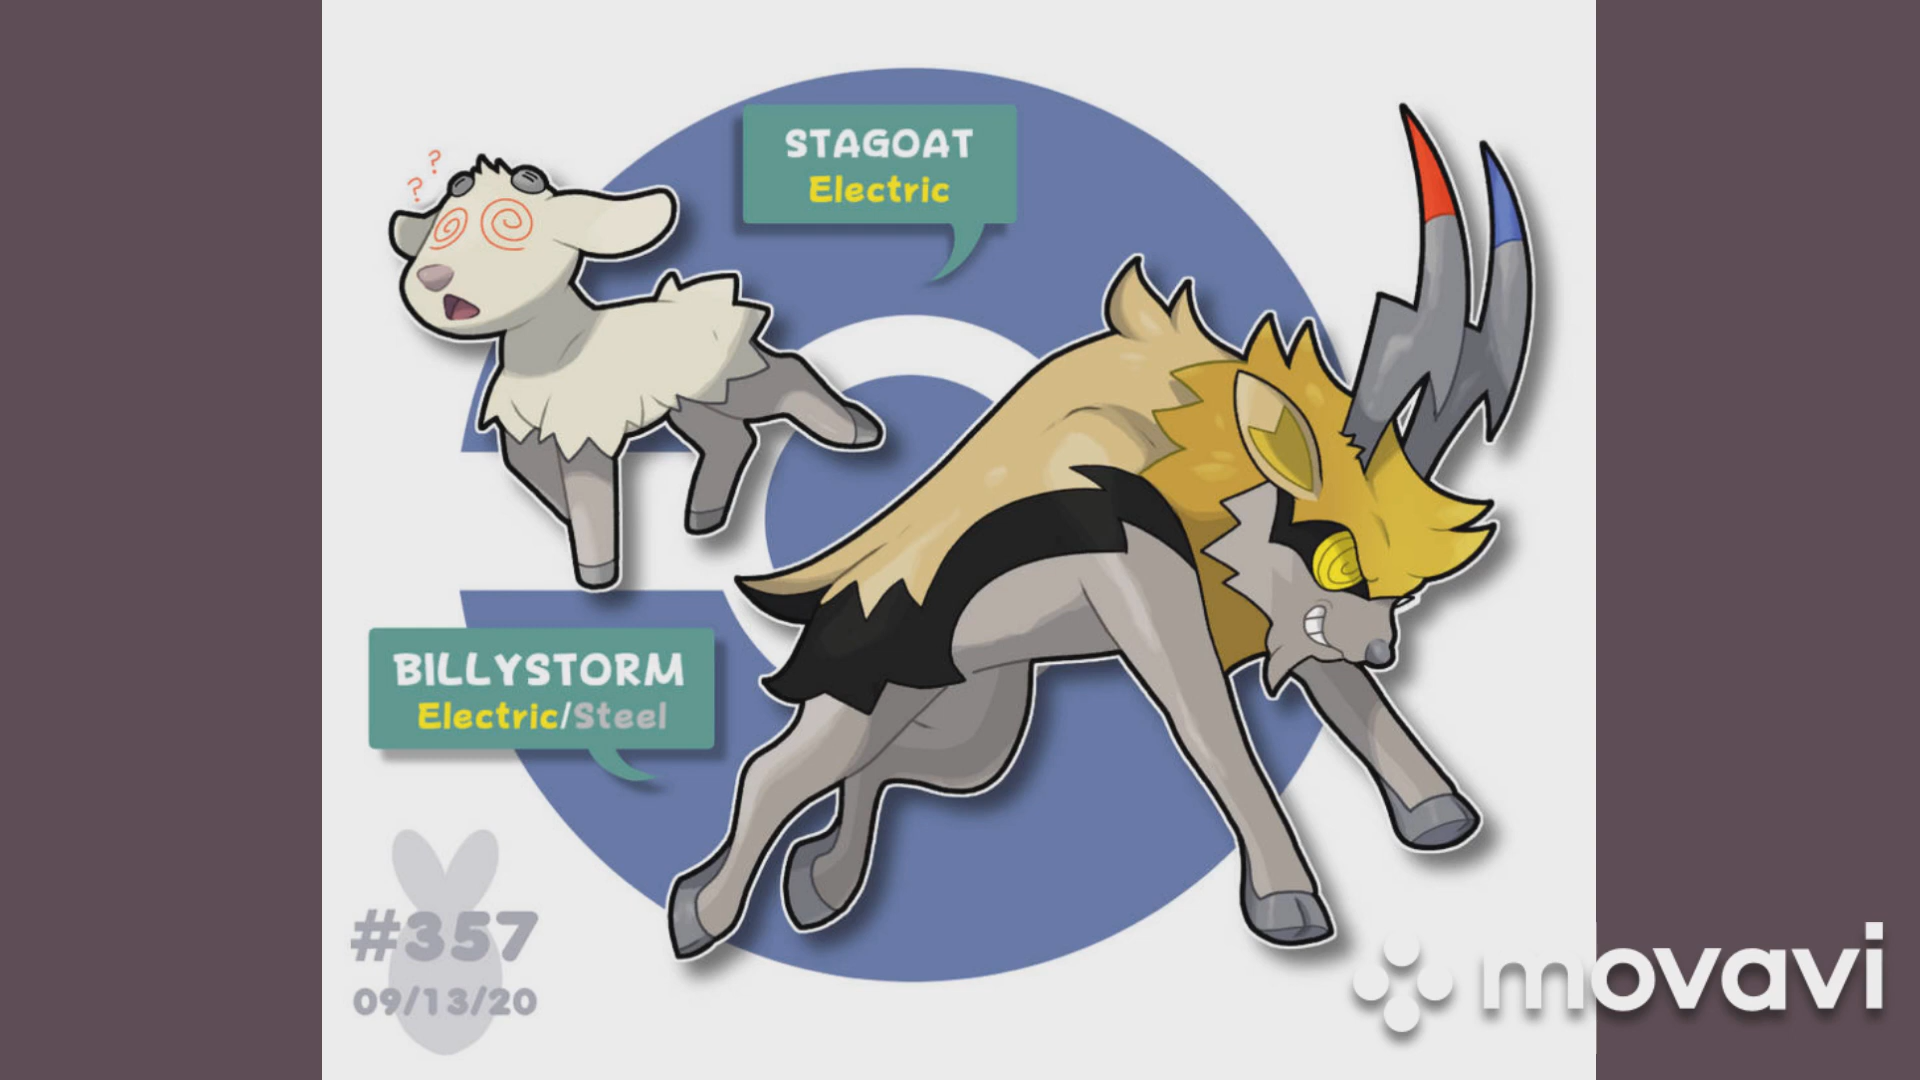 ? ?
STAGOAT
Electric
BILLYSTORM
Electric/Steel
#357
09/13/20
movavi